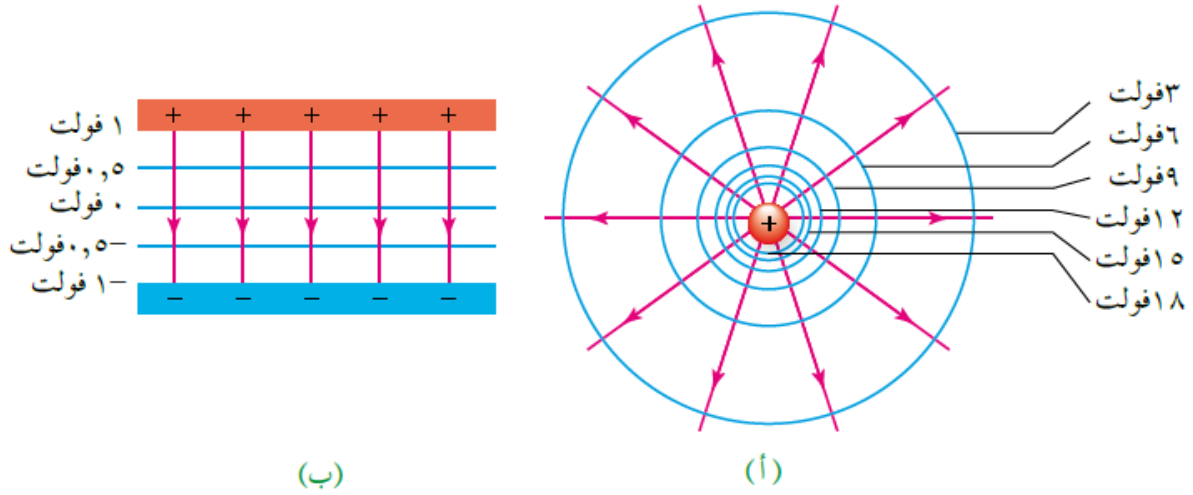 ٣فولت
٦فولت
٩فولت
١٢فولت
١٥فولت
١٨فولت
+
(أ)
١ فولت
٠,٥فولت
٠ فولت
-٠,٥فولت
-١ فولت
+ + + + +
- - - - -
(ب)